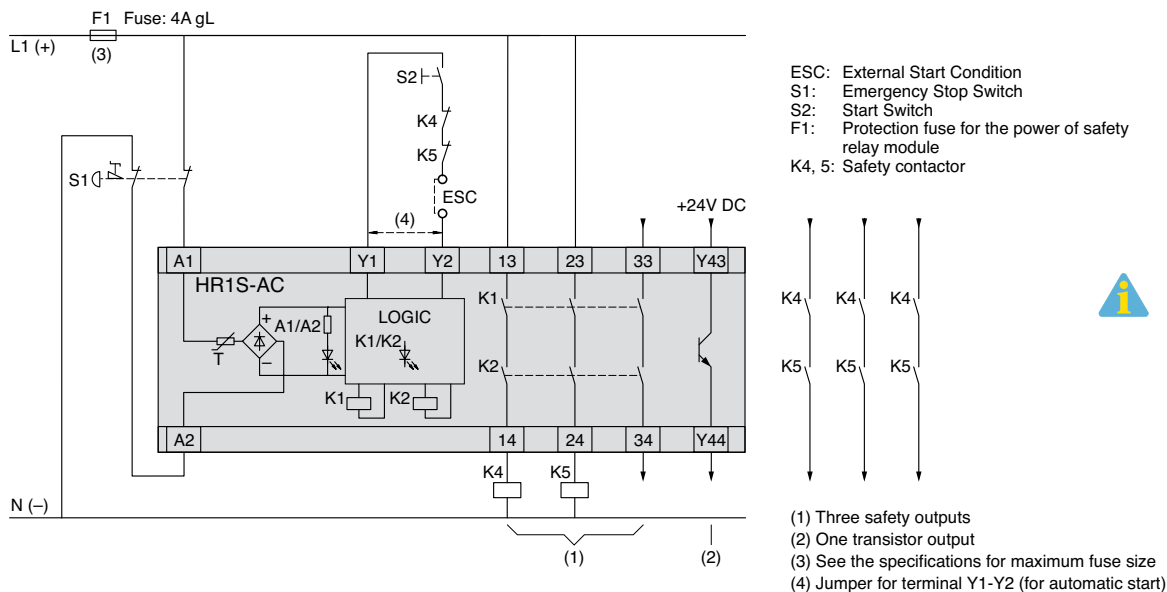 F1 Fuse: 4A gL
L1 (+)
(3)
S2
K4
K5
ESC
S1
(4)
ESC: External Start Condition
S1: Emergency Stop Switch
S2: Start Switch
F1: Protection fuse for the power of safety
relay module
K4, 5: Safety contactor
+24V DC
A1 Y1 Y2 13 23 33 Y43
HR1S-AC
+
A1/A2
T
–
LOGIC
K1/K2
K1 K2
K1
K2
A2 14 24 34 Y44
K4 K5
N (–)
(1) (2)
K4 K4 K4
K5 K5 K5
i
(1) Three safety outputs
(2) One transistor output
(3) See the specifications for maximum fuse size
(4) Jumper for terminal Y1-Y2 (for automatic start)